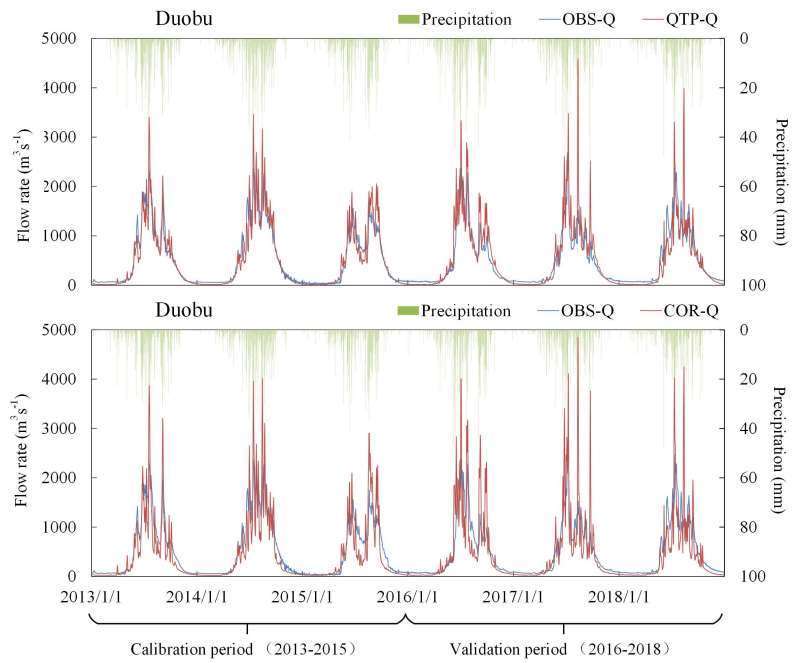 Duobu Precipitation OBS-Q QTP-Q
5000 0
4000 20
3000 40
2000 60
1000 80
0 100
Flow rate (m³s⁻¹)
Precipitation (mm)
Duobu Precipitation OBS-Q COR-Q
5000 0
4000 20
3000 40
2000 60
1000 80
0 100
Flow rate (m³s⁻¹)
Precipitation (mm)
2013/1/1 2014/1/1 2015/1/1 2016/1/1 2017/1/1 2018/1/1
Calibration period（2013-2015） Validation period（2016-2018）